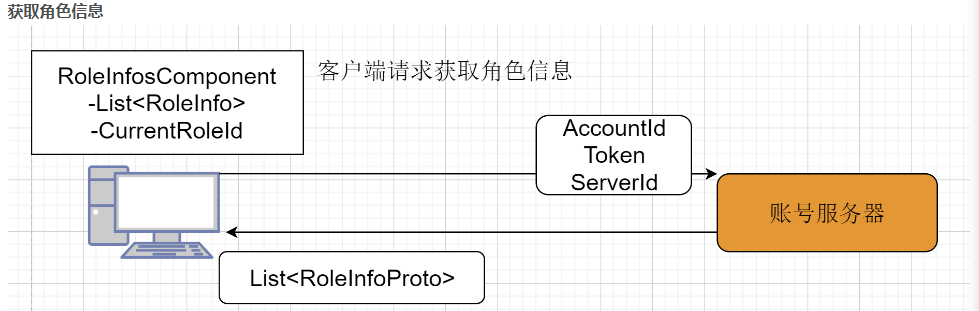 获取角色信息
RoleInfosComponent
-List<RoleInfo>
-CurrentRoleId
客户端请求获取角色信息
AccountId
Token
ServerId
账号服务器
List<RoleInfoProto>